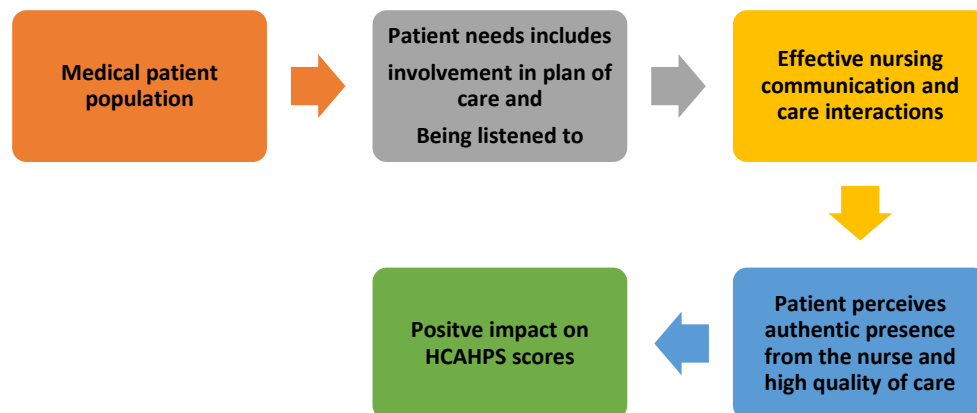 Medical patient
population
Patient needs includes
involvement in plan of
care and
Being listened to
Effective nursing
communication and
care interactions
Patient perceives
authentic presence
from the nurse and
high quality of care
Positve impact on
HCAHPS scores